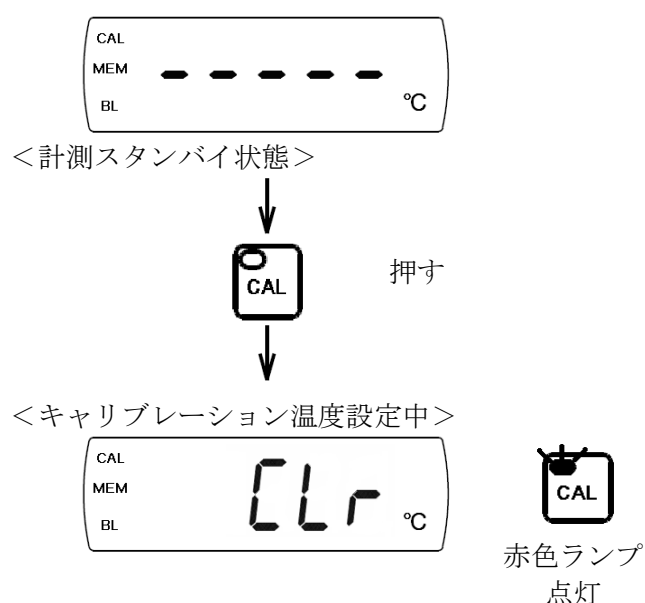 CAL
MEM - - - - -
BL ℃
＜計測スタンバイ状態＞
CAL 押す
＜キャリブレーション温度設定中＞
CAL
MEM CLr
BL ℃
CAL
赤色ランプ
点灯